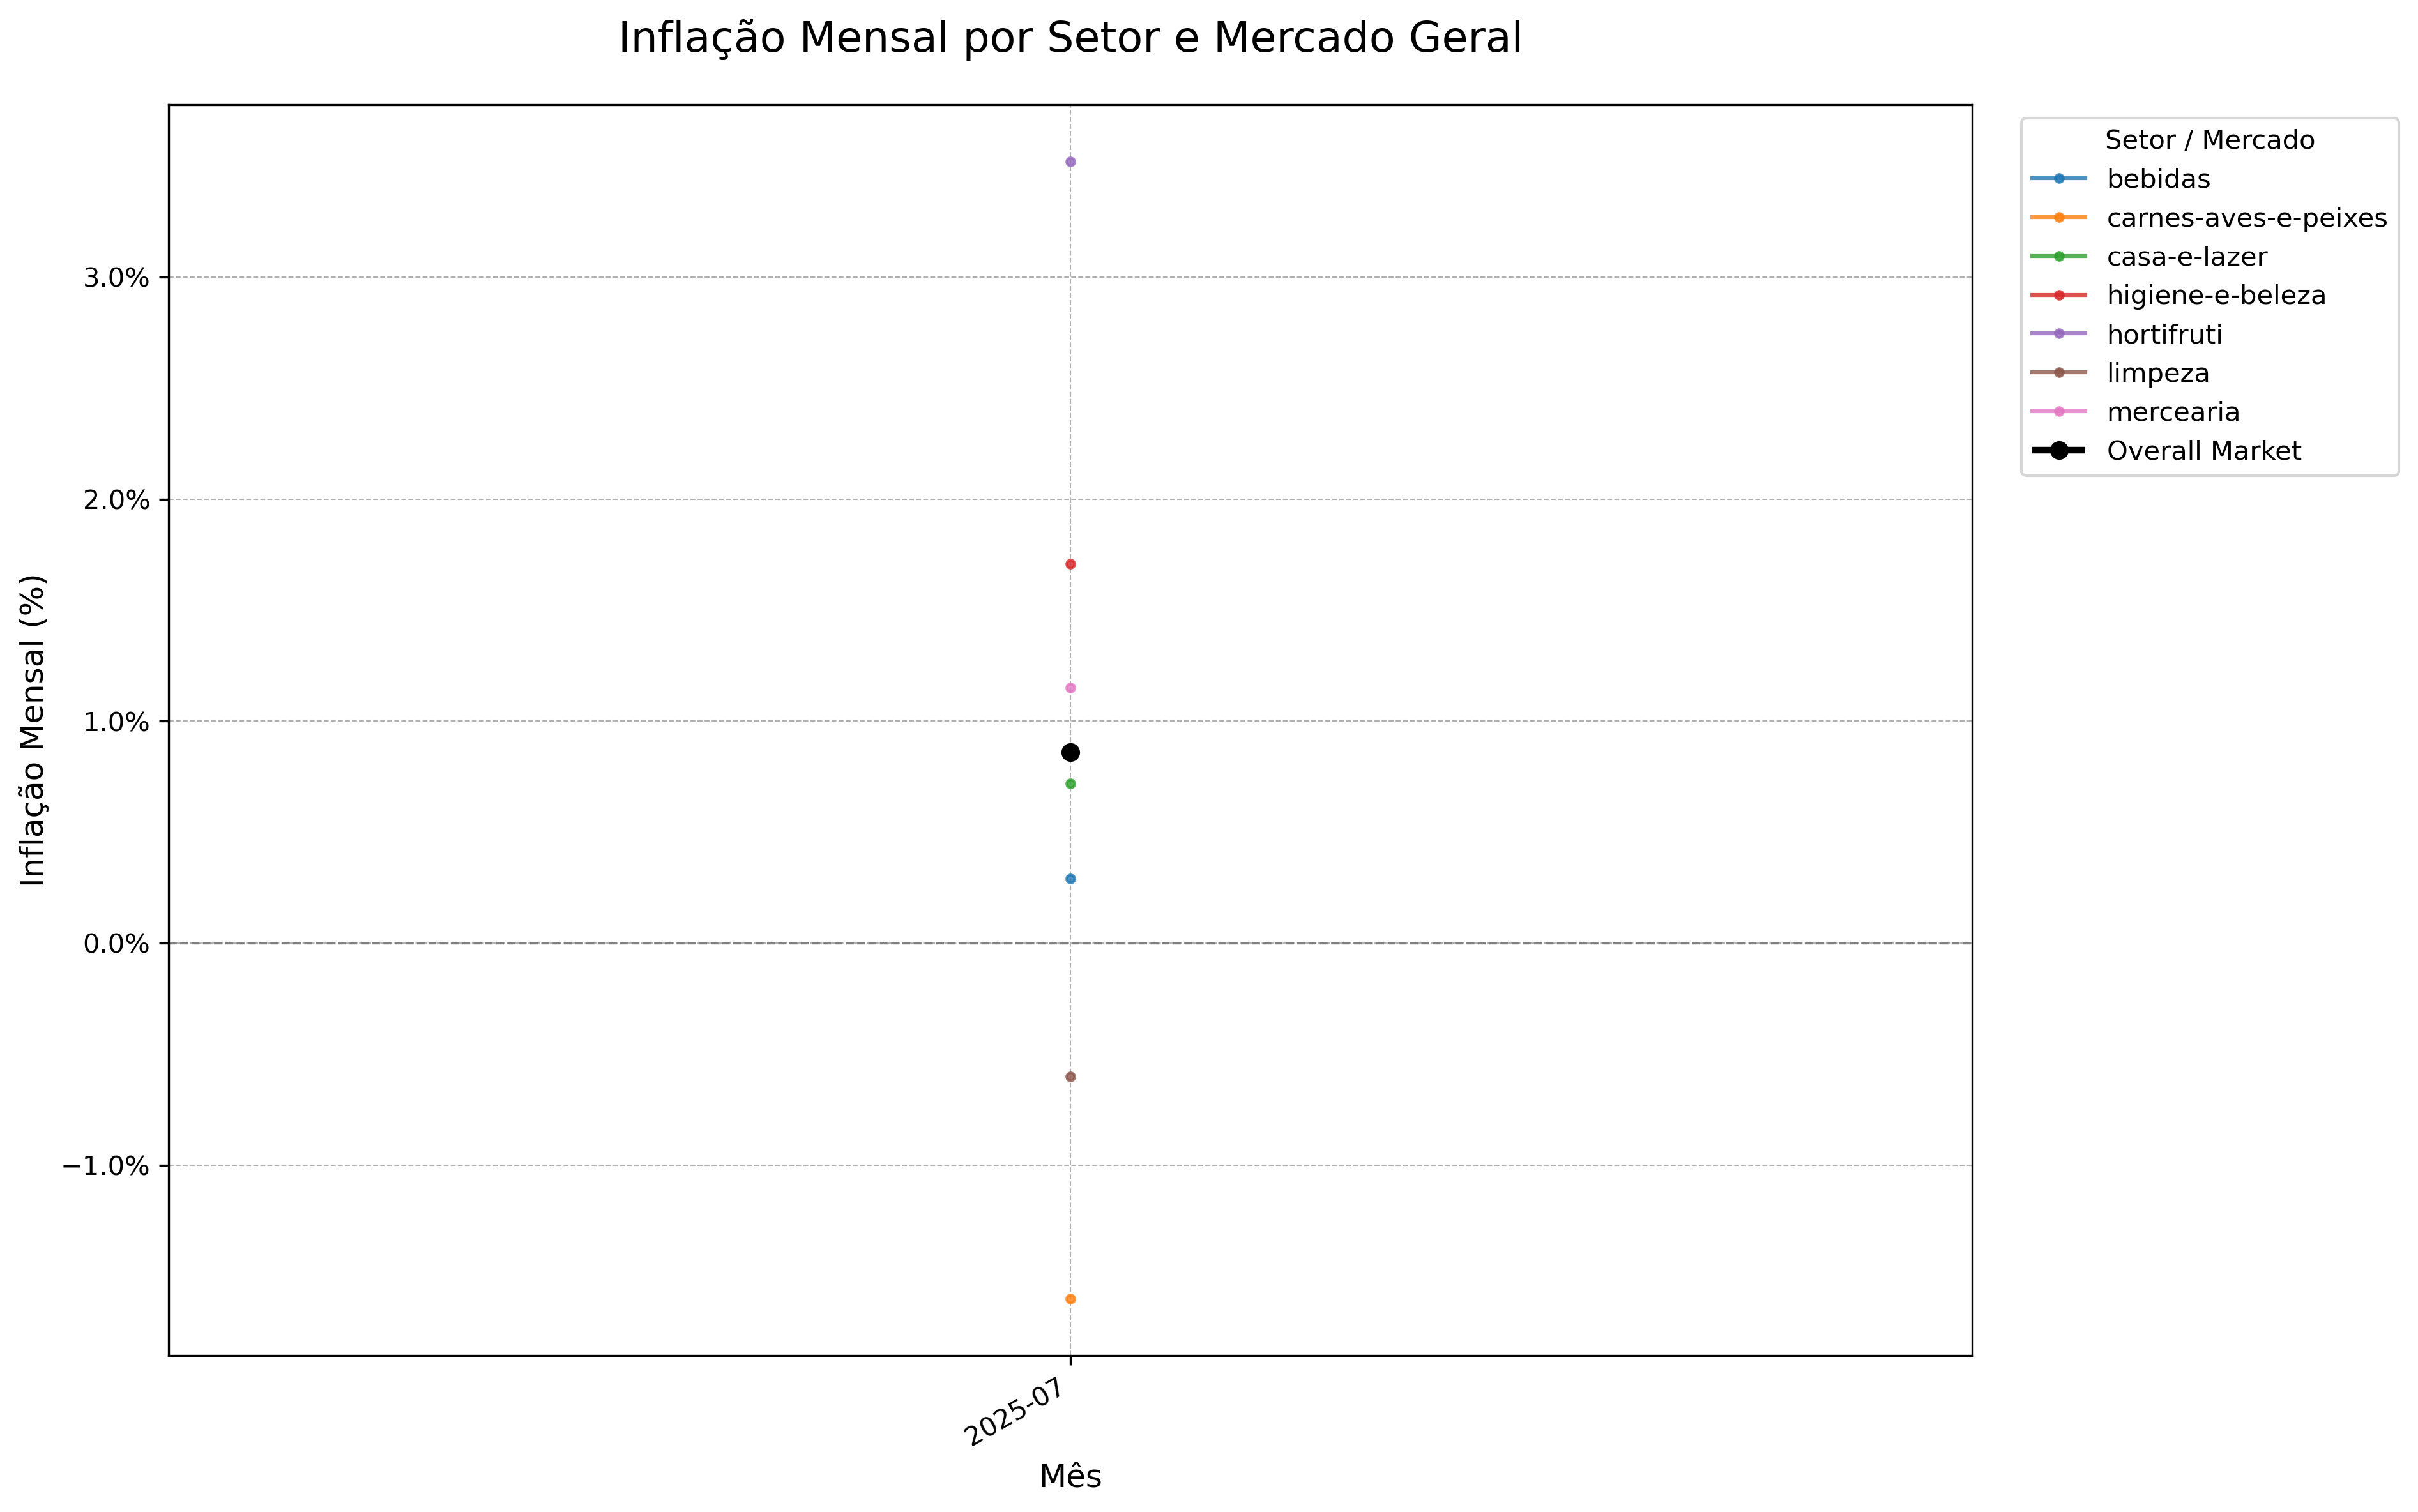 Inflação Mensal por Setor e Mercado Geral
Setor / Mercado
bebidas
carnes-aves-e-peixes
casa-e-lazer
higiene-e-beleza
hortifruti
limpeza
mercearia
Overall Market
Inflação Mensal (%)
3.0%
2.0%
1.0%
0.0%
−1.0%
2025-07
Mês